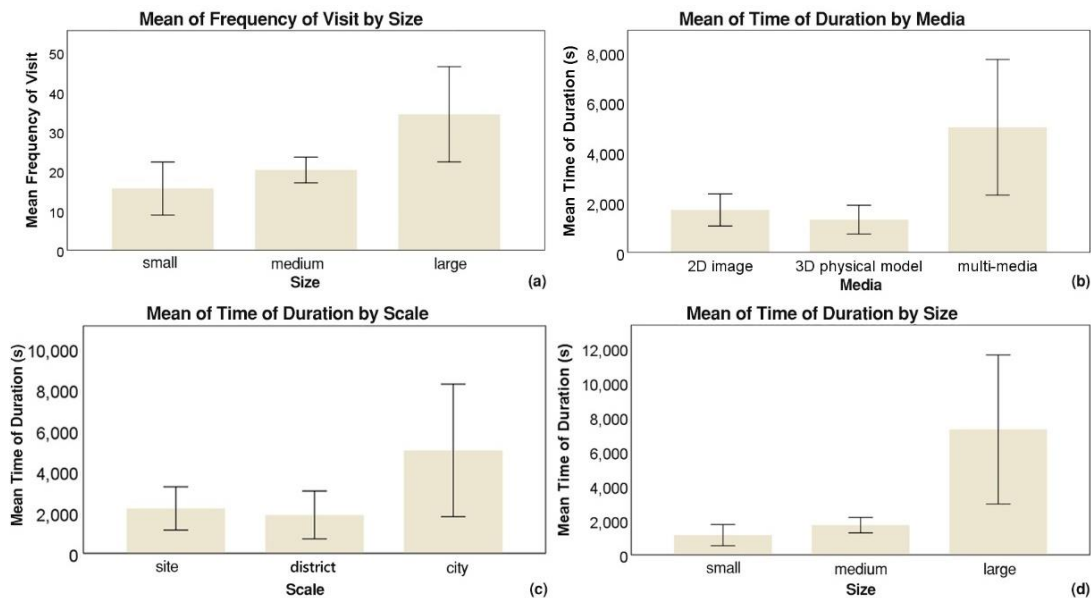 Mean of Frequency of Visit by Size
Mean Frequency of Visit
50
40
30
20
10
0
small medium large
Size
(a)
Mean of Time of Duration by Media
Mean Time of Duration (s)
8,000
6,000
4,000
2,000
0
2D image 3D physical model multi-media
Media
(b)
Mean of Time of Duration by Scale
Mean Time of Duration (s)
10,000
8,000
6,000
4,000
2,000
0
site district city
Scale
(c)
Mean of Time of Duration by Size
Mean Time of Duration (s)
12,000
10,000
8,000
6,000
4,000
2,000
0
small medium large
Size
(d)